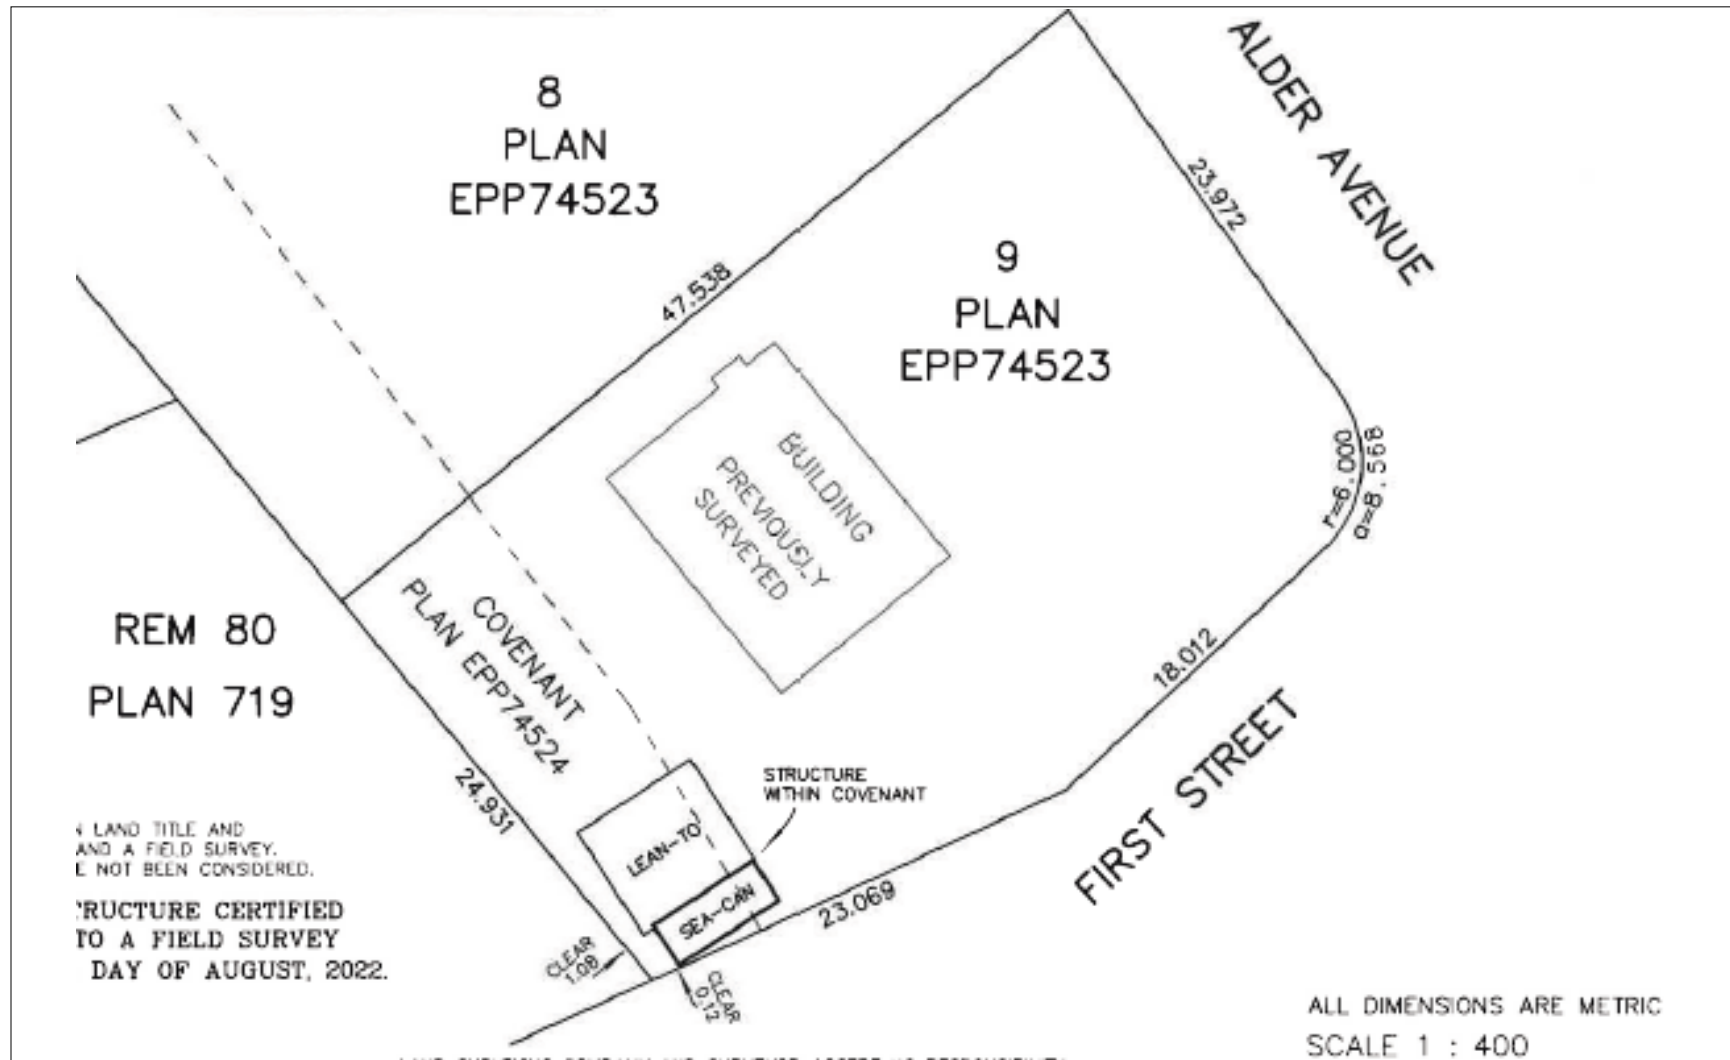 8
PLAN
EPP74523
ALDER AVENUE
23.972
47.538
9
PLAN
EPP74523
r=6.000
a=8.568
BUILDING
PREVIOUSLY
SURVEYED
REM 80
PLAN 719
COVENANT
PLAN EPP74524
18.012
FIRST STREET
24.931
STRUCTURE
WITHIN COVENANT
LEAN-TO
SEA-CAN
23.069
LAND TITLE AND
AND A FIELD SURVEY.
NOT BEEN CONSIDERED.
TRUCTURE CERTIFIED
TO A FIELD SURVEY
DAY OF AUGUST, 2022.
CLEAR
1.08
CLEAR
0.12
ALL DIMENSIONS ARE METRIC
SCALE 1 : 400